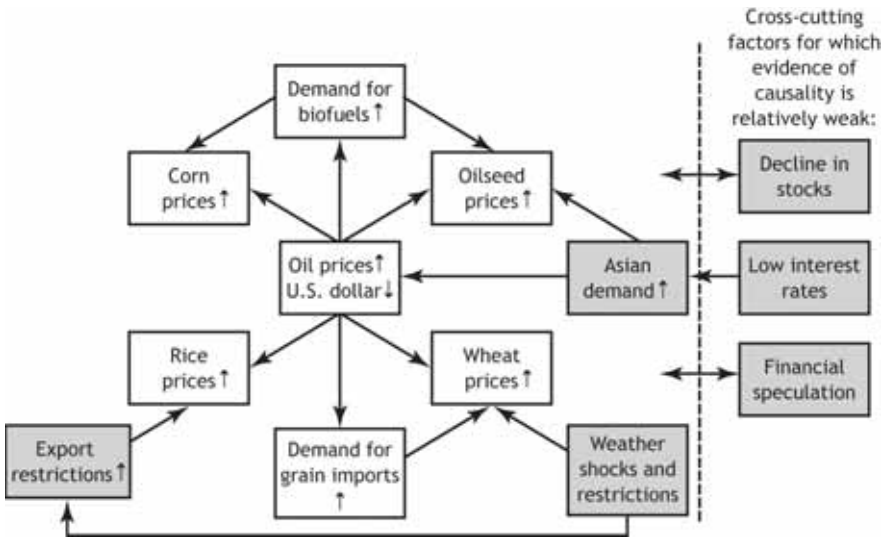 Cross-cutting
factors for which
evidence of
causality is
relatively weak:
Demand for
biofuels ↑
Corn
prices ↑
Oilseed
prices ↑
Decline in
stocks
Oil prices↑
U.S. dollar↓
Asian
demand ↑
Low interest
rates
Rice
prices ↑
Wheat
prices ↑
Financial
speculation
Export
restrictions ↑
Demand for
grain imports
↑
Weather
shocks and
restrictions